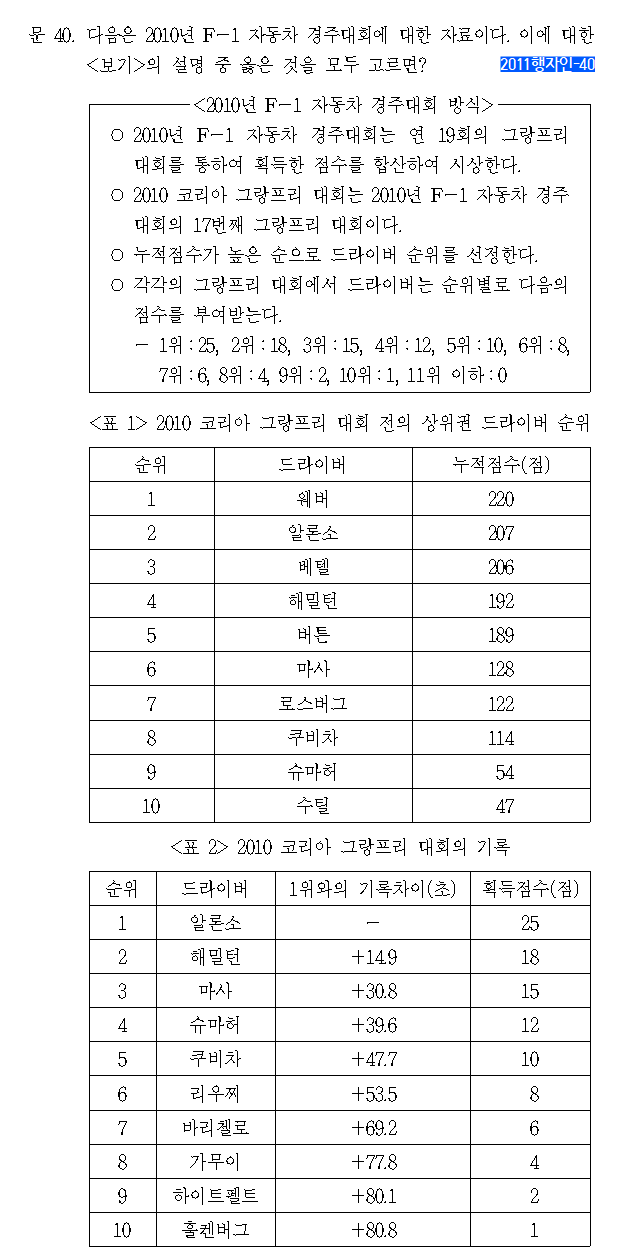 문 40. 다음은 2010년 F-1 자동차 경주대회에 대한 자료이다. 이에 대한
<보기>의 설명 중 옳은 것을 모두 고르면?
2011행자인-40
<2010년 F-1 자동차 경주대회 방식>
○ 2010년 F-1 자동차 경주대회는 연 19회의 그랑프리
대회를 통하여 획득한 점수를 합산하여 시상한다.
○ 2010 코리아 그랑프리 대회는 2010년 F-1 자동차 경주
대회의 17번째 그랑프리 대회이다.
○ 누적점수가 높은 순으로 드라이버 순위를 선정한다.
○ 각각의 그랑프리 대회에서 드라이버는 순위별로 다음의
점수를 부여받는다.
- 1위:25, 2위:18, 3위:15, 4위:12, 5위:10, 6위:8,
7위:6, 8위:4, 9위:2, 10위:1, 11위 이하:0
<표 1> 2010 코리아 그랑프리 대회 전의 상위권 드라이버 순위
순위 드라이버 누적점수(점)
1 웨버 220
2 알론소 207
3 베텔 206
4 해밀턴 192
5 버튼 189
6 마사 128
7 로스버그 122
8 쿠비차 114
9 슈마허 54
10 수틸 47
<표 2> 2010 코리아 그랑프리 대회의 기록
순위 드라이버 1위와의 기록차이(초) 획득점수(점)
1 알론소 - 25
2 해밀턴 +14.9 18
3 마사 +30.8 15
4 슈마허 +39.6 12
5 쿠비차 +47.7 10
6 리우찌 +53.5 8
7 바리첼로 +69.2 6
8 가무이 +77.8 4
9 하이트펠트 +80.1 2
10 훌켄버그 +80.8 1